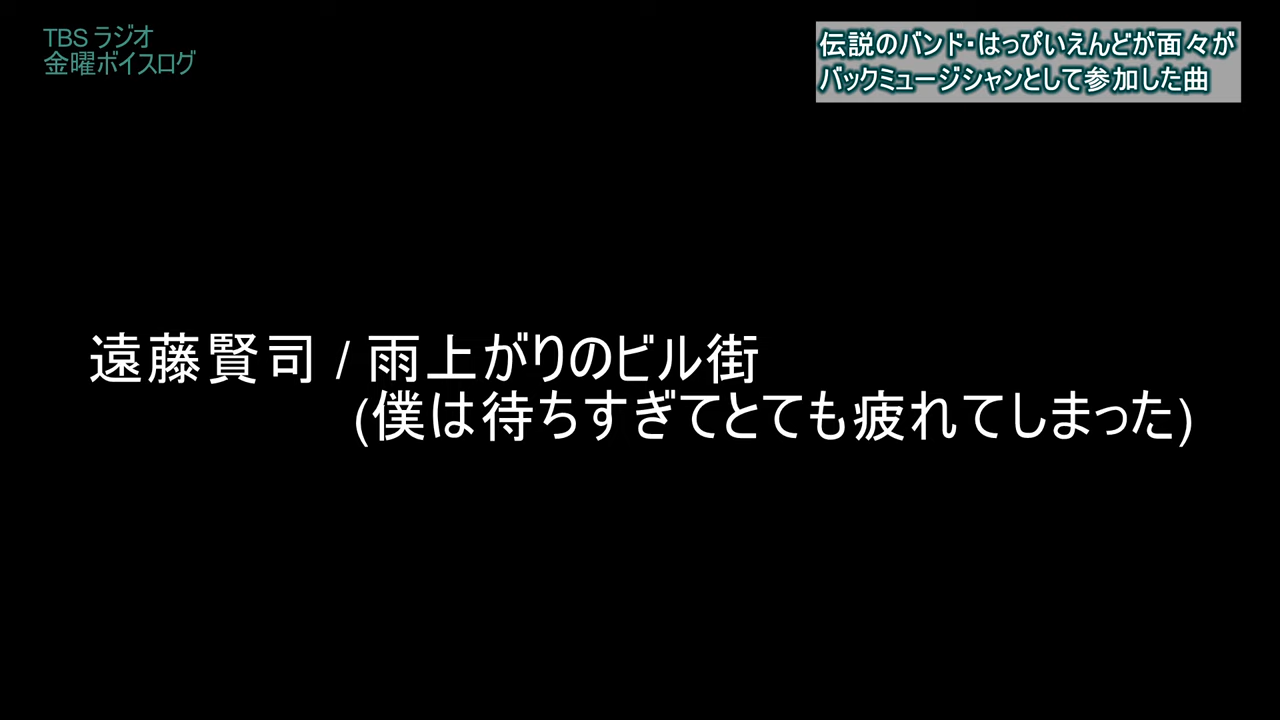 TBS ラジオ
金曜ボイスログ
伝説のバンド・はっぴいえんどが面々が
バックミュージシャンとして参加した曲
遠藤賢司 / 雨上がりのビル街
(僕は待ちすぎてとても疲れてしまった)